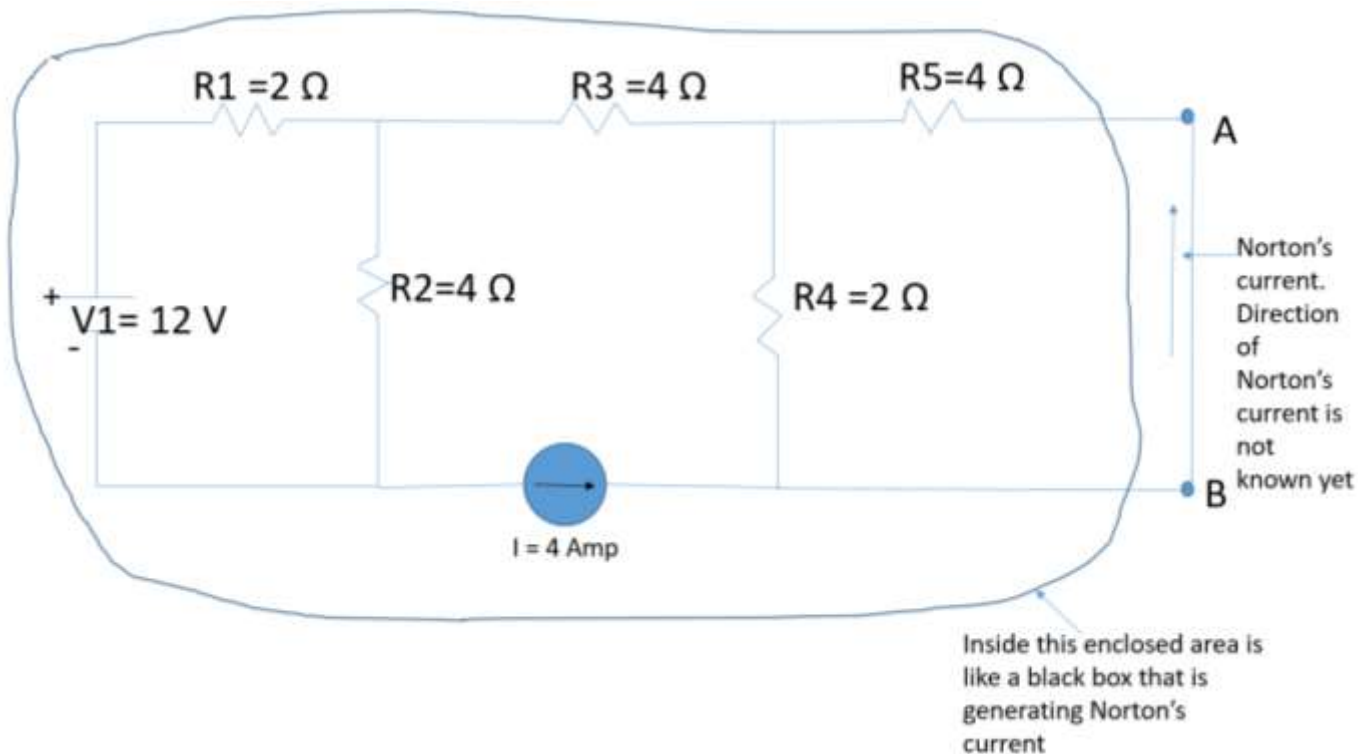 R1 =2 Ω
R3 =4 Ω
R5=4 Ω
A
+
V1= 12 V
-
R2=4 Ω
R4 =2 Ω
Norton's
current.
Direction
of
Norton's
current is
not
known yet
B
I = 4 Amp
Inside this enclosed area is
like a black box that is
generating Norton's
current